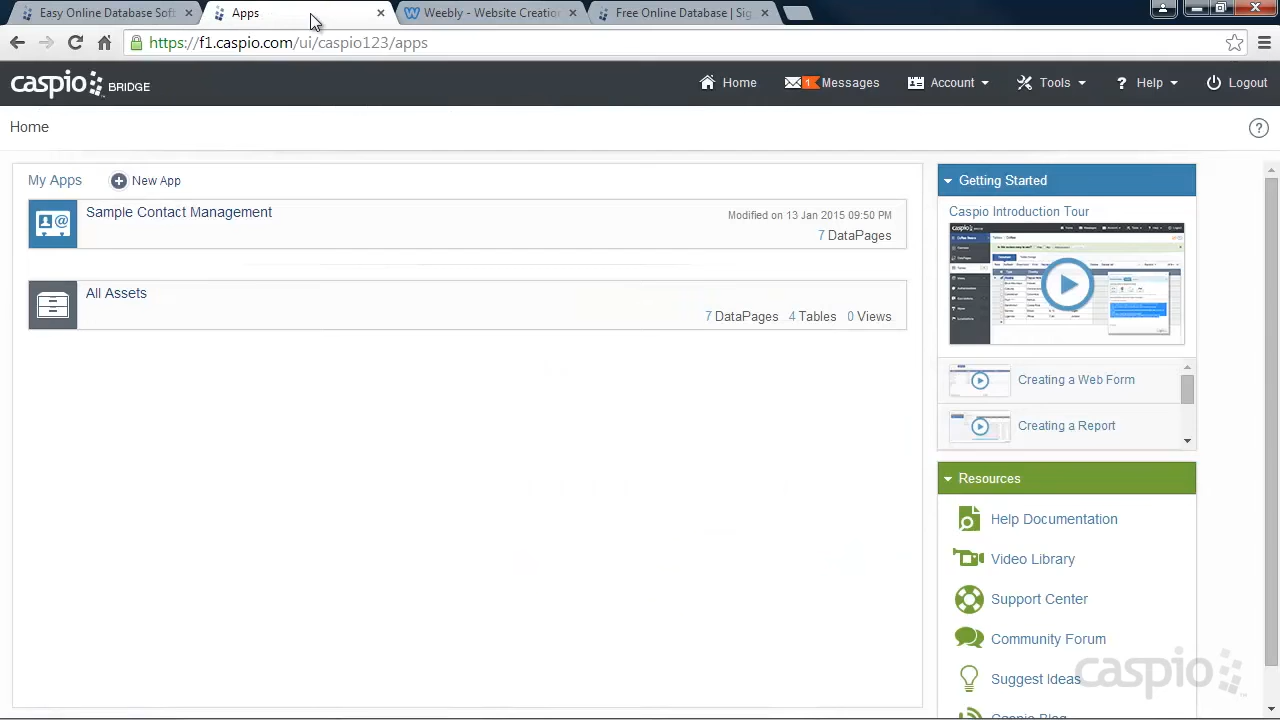 Easy Online Database Soft
Apps
Weebly - Website Creation
Free Online Database | Sig
https://f1.caspio.com/ui/caspio123/apps
caspio BRIDGE
Home
1 Messages
Account
Tools
? Help
Logout
Home
?
My Apps
New App
Sample Contact Management
Modified on 13 Jan 2015 09:50 PM
7 DataPages
All Assets
7 DataPages 4 Tables 0 Views
Getting Started
Caspio Introduction Tour
Creating a Web Form
Creating a Report
Resources
Help Documentation
Video Library
Support Center
Community Forum
Suggest Ideas
Caspio Blog
caspio